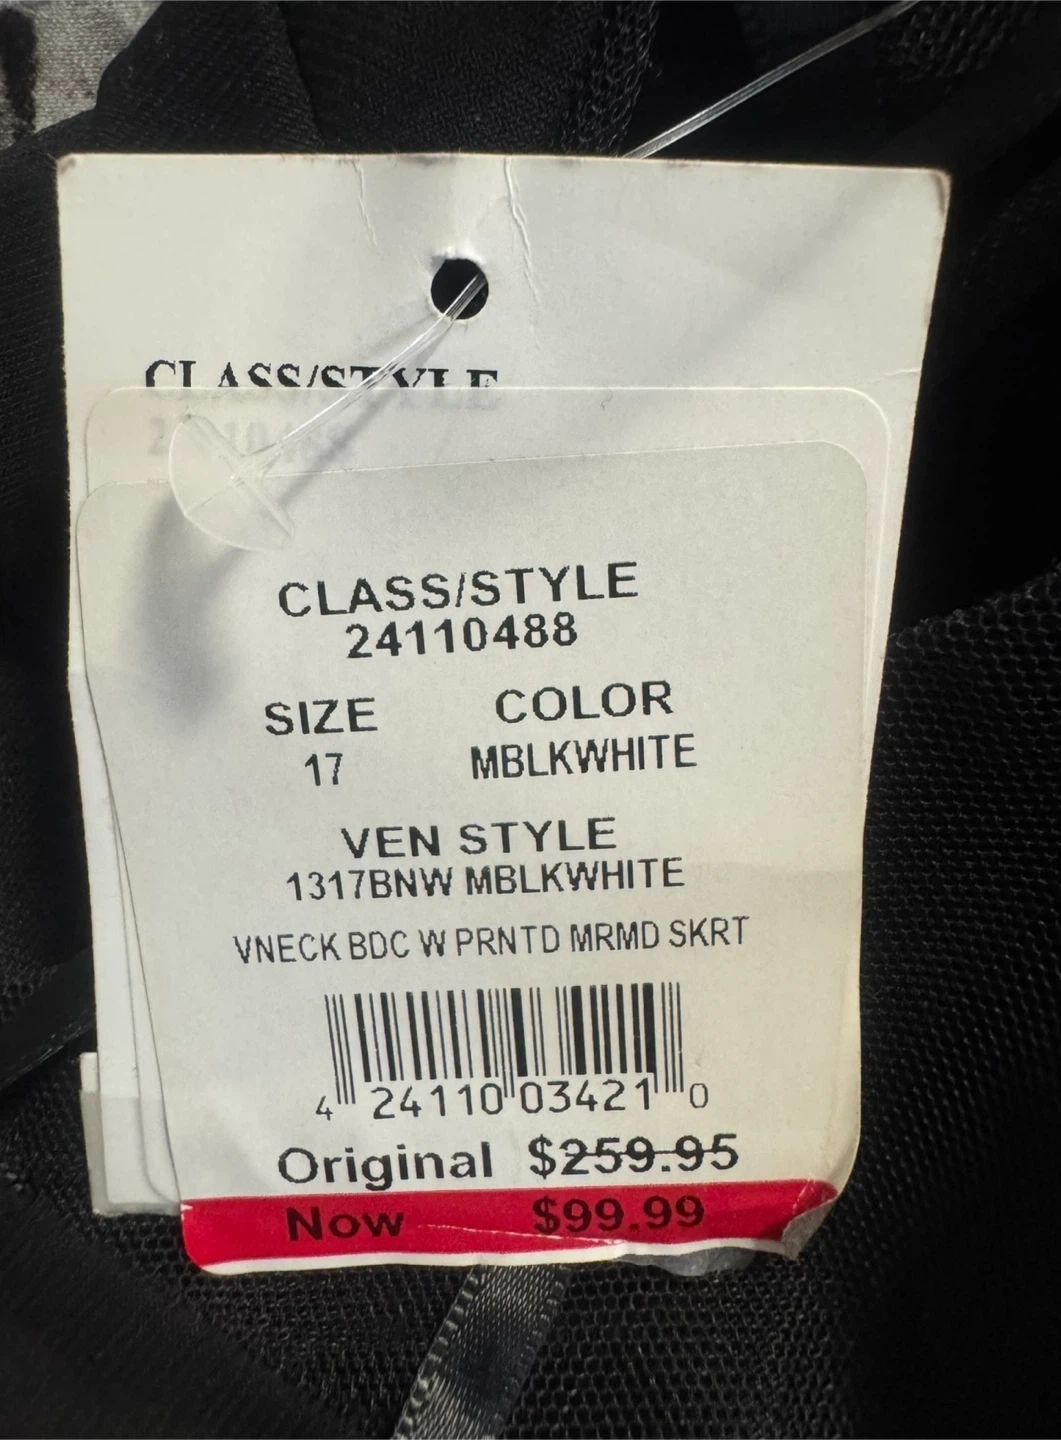 CLASS/STYLE
CLASS/STYLE
24110488
SIZE COLOR
17 MBLKWHITE
VEN STYLE
1317BNW MBLKWHITE
VNECK BDC W PRNTD MRMD SKRT
4 24110 03421 0
Original $259.95
Now $99.99